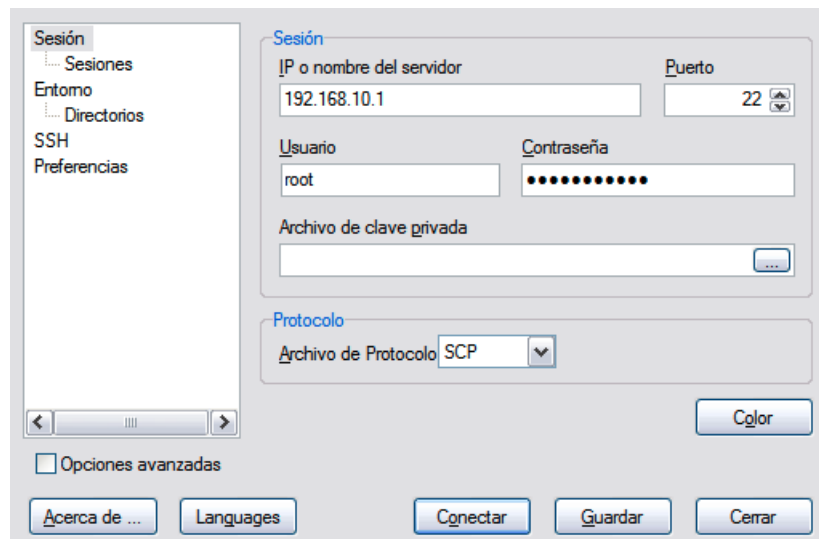 Sesión
Sesiones
Entorno
Directorios
SSH
Preferencias
Sesión
IP o nombre del servidor
Puerto
192.168.10.1
22
Usuario
Contraseña
root
●●●●●●●●●●●
Archivo de clave privada
...
Protocolo
Archivo de Protocolo SCP
Color
Opciones avanzadas
Acerca de ...
Languages
Conectar
Guardar
Cerrar